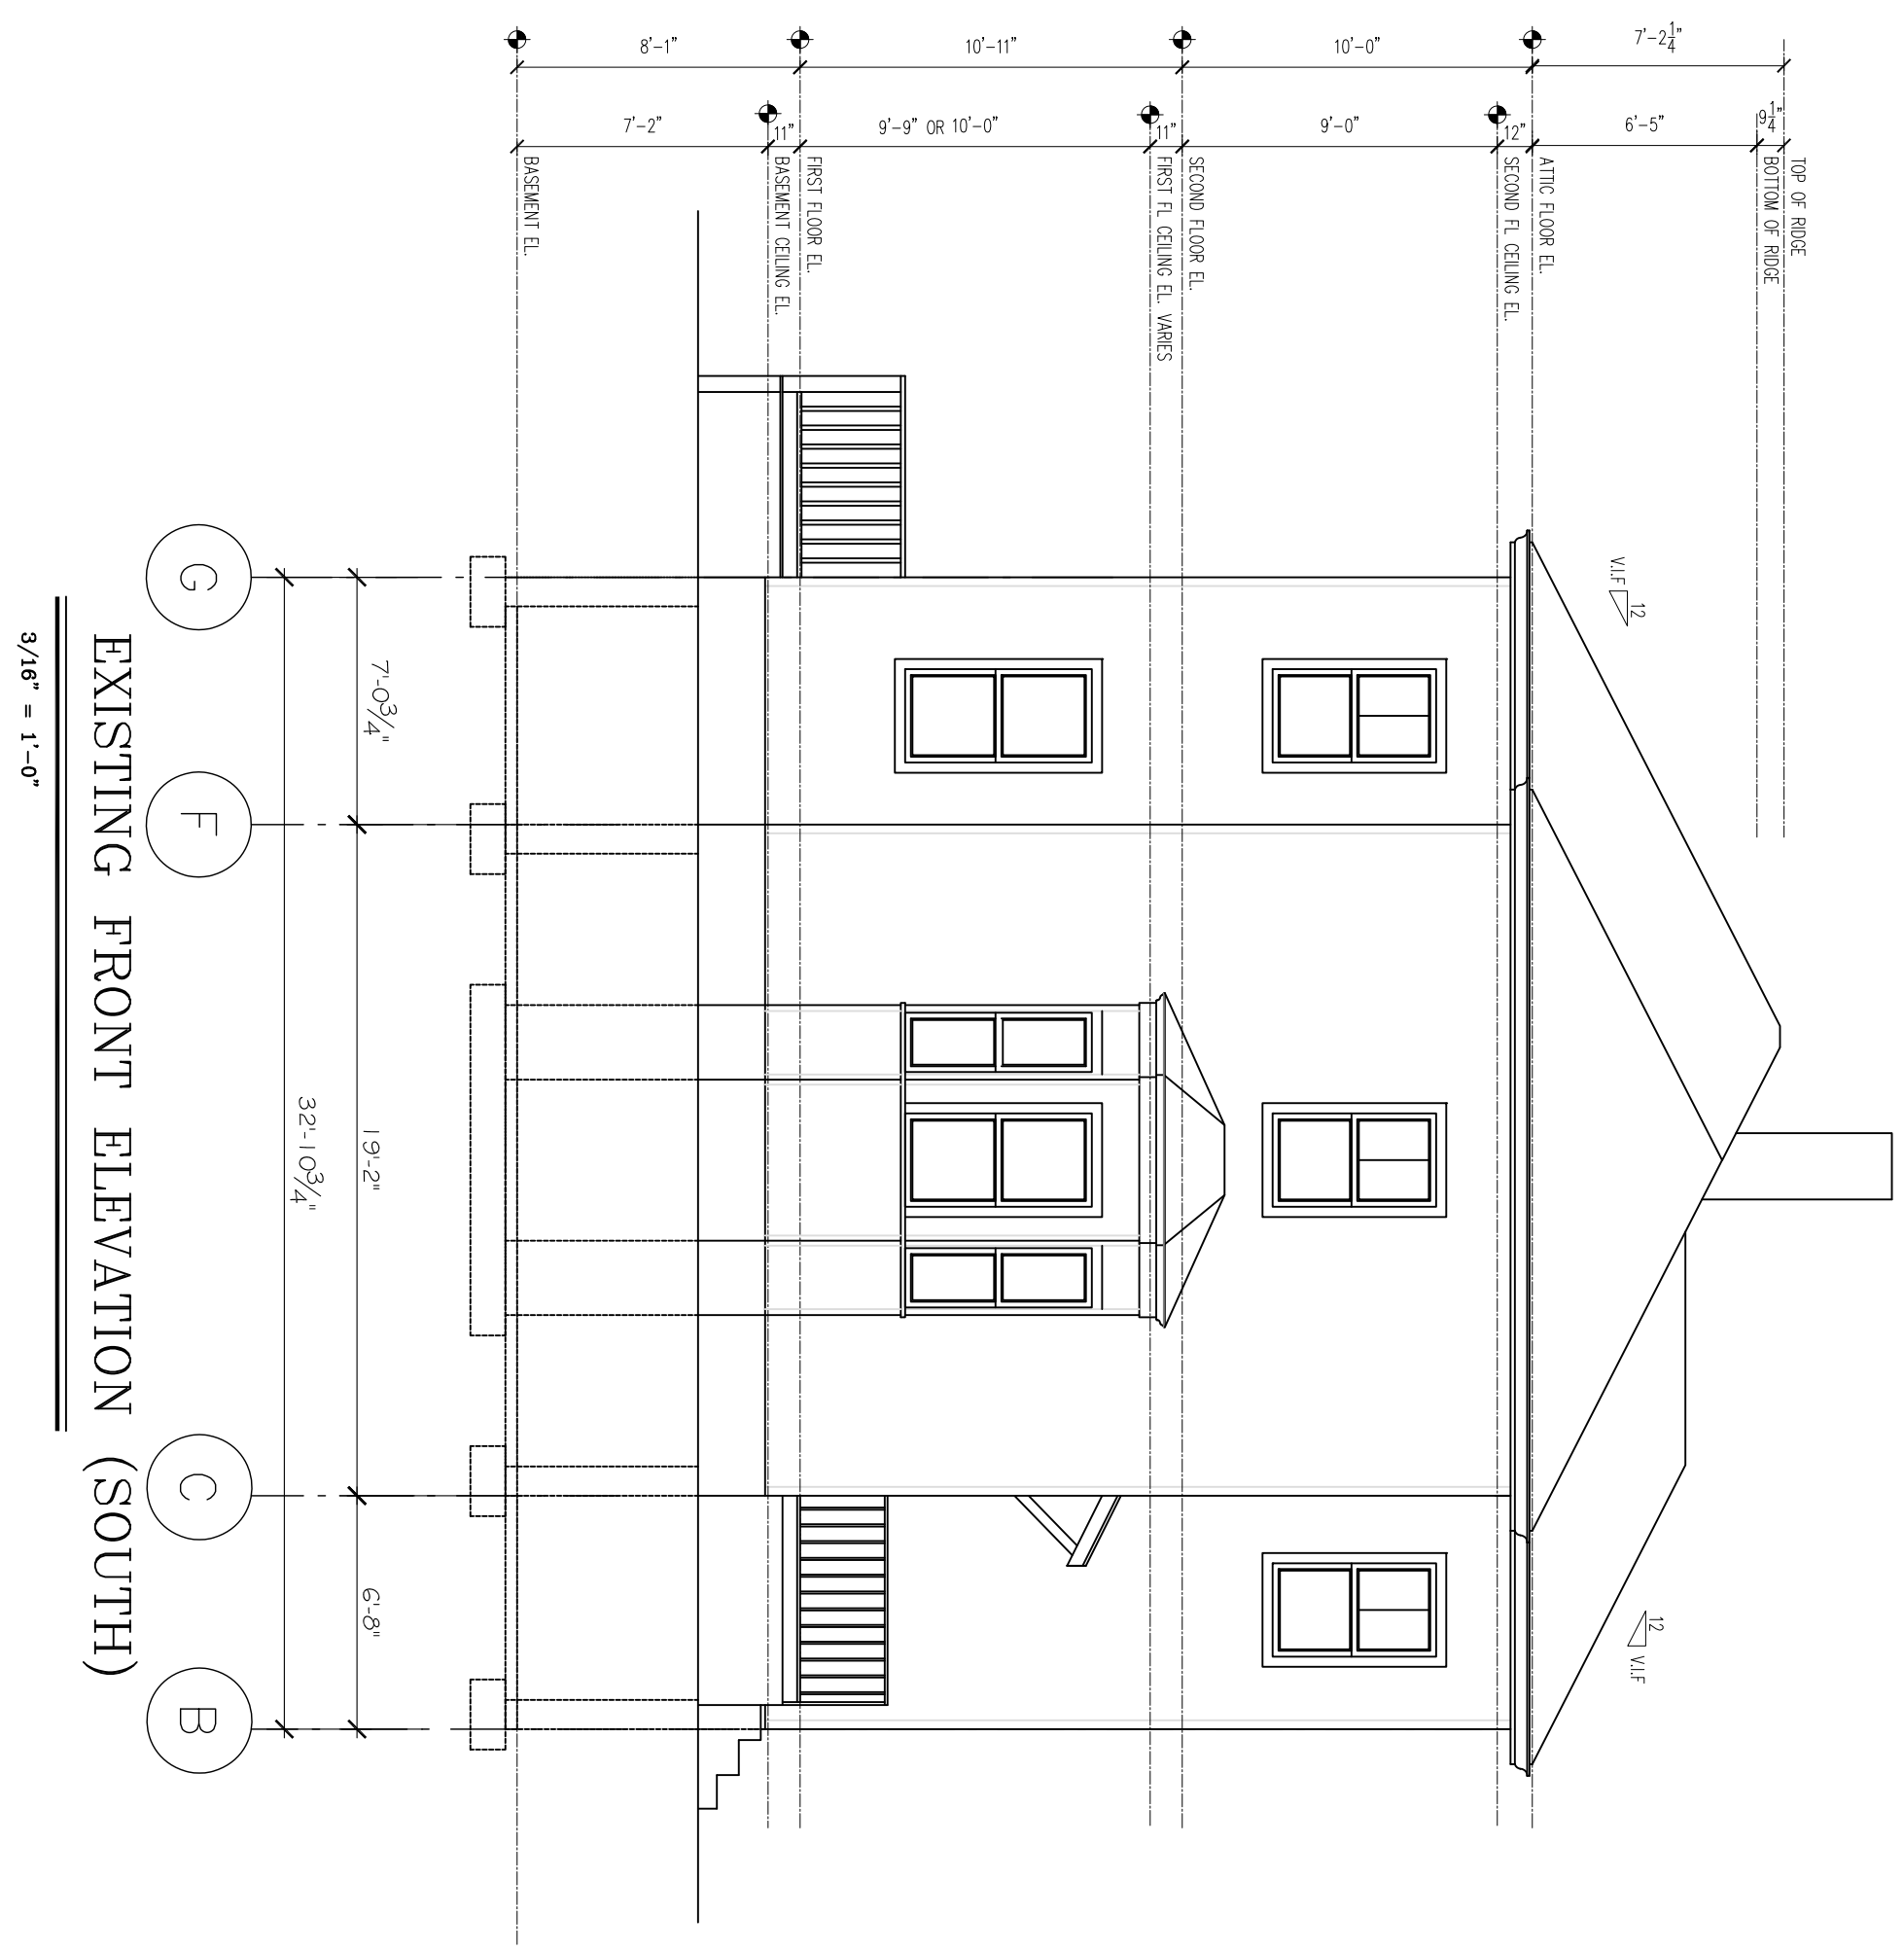 7'-2 1/4"
10'-0"
10'-11"
8'-1"
9 1/4"
6'-5"
12"
9'-0"
11"
9'-9" OR 10'-0"
11"
7'-2"
TOP OF RIDGE
BOTTOM OF RIDGE
ATTIC FLOOR EL.
SECOND FL CEILING EL.
SECOND FLOOR EL.
FIRST FL CEILING EL. VARIES
FIRST FLOOR EL.
BASEMENT CEILING EL.
BASEMENT EL.
12
V.I.F
12
V.I.F
7'-0 3/4"
19'-2"
6'-8"
32'-10 3/4"
G
F
C
B
EXISTING FRONT ELEVATION (SOUTH)
3/16" = 1'-0"